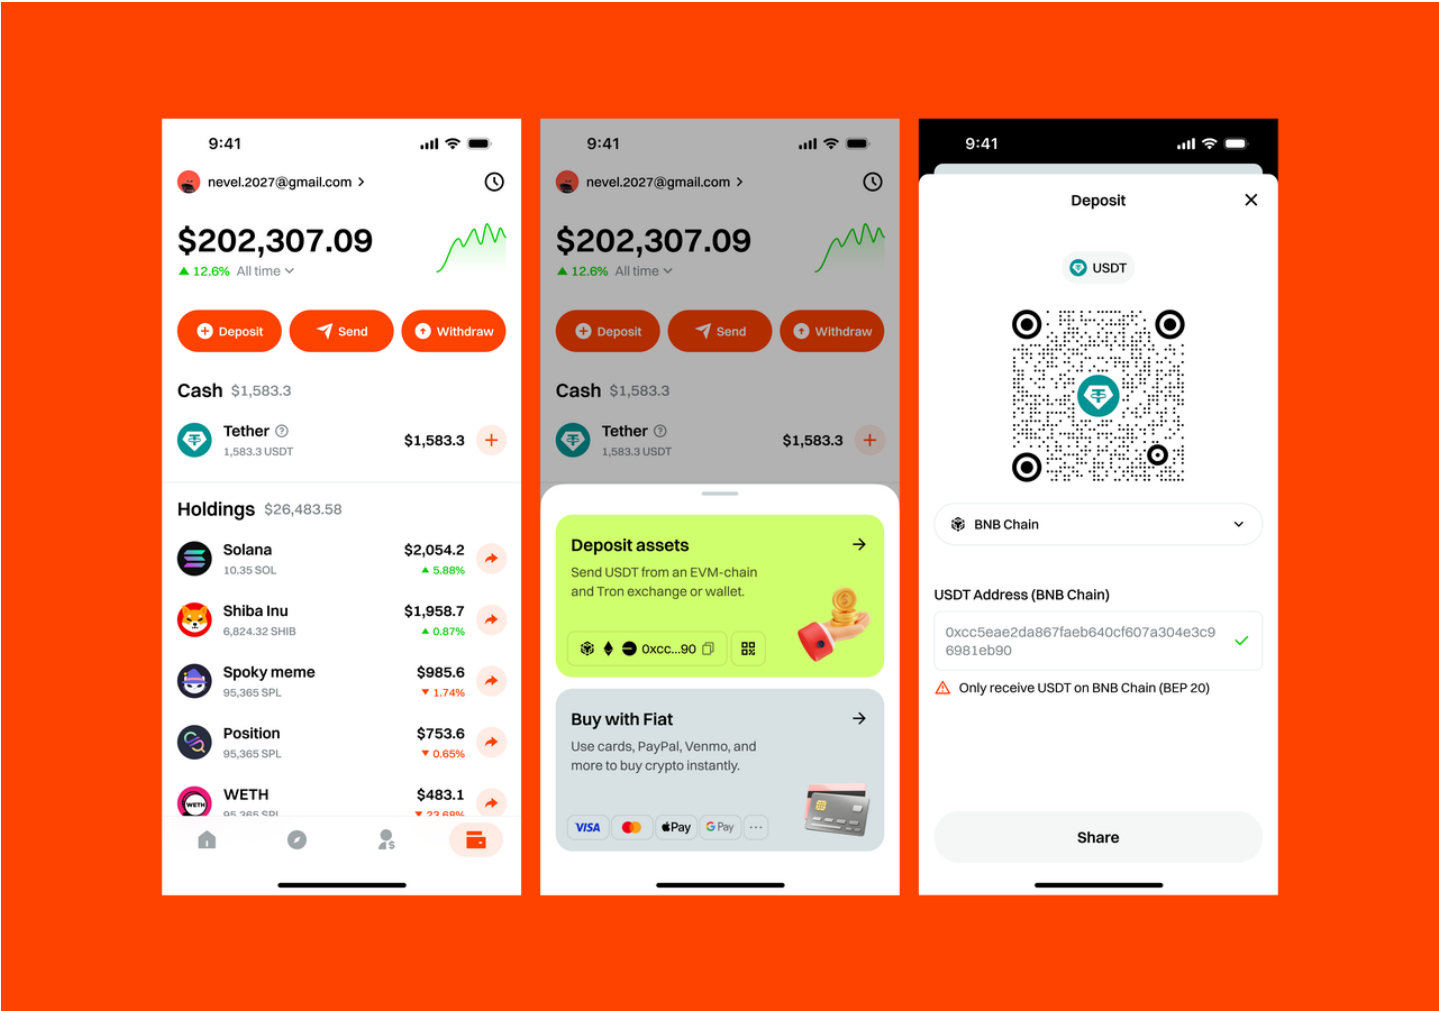 9:41
nevel.2027@gmail.com
$202,307.09
12.6% All time
Deposit
Send
Withdraw
Cash $1,583.3
Tether
1,583.3 USDT
$1,583.3
Holdings $26,483.58
Solana
10.35 SOL
$2,054.2
5.88%
Shiba Inu
6,824.32 SHIB
$1,958.7
0.87%
Spoky meme
95,365 SPL
$985.6
1.74%
Position
95,365 SPL
$753.6
0.65%
WETH
WETH
95,365 SPL
$483.1
23.68%
9:41
nevel.2027@gmail.com
$202,307.09
12.6% All time
Deposit
Send
Withdraw
Cash $1,583.3
Tether
1,583.3 USDT
$1,583.3
Deposit assets
Send USDT from an EVM-chain
and Tron exchange or wallet.
0xcc...90
Buy with Fiat
Use cards, PayPal, Venmo, and
more to buy crypto instantly.
VISA
Pay
G Pay
9:41
Deposit
USDT
BNB Chain
USDT Address (BNB Chain)
0xcc5eae2da867faeb640cf607a304e3c9
6981eb90
Only receive USDT on BNB Chain (BEP 20)
Share